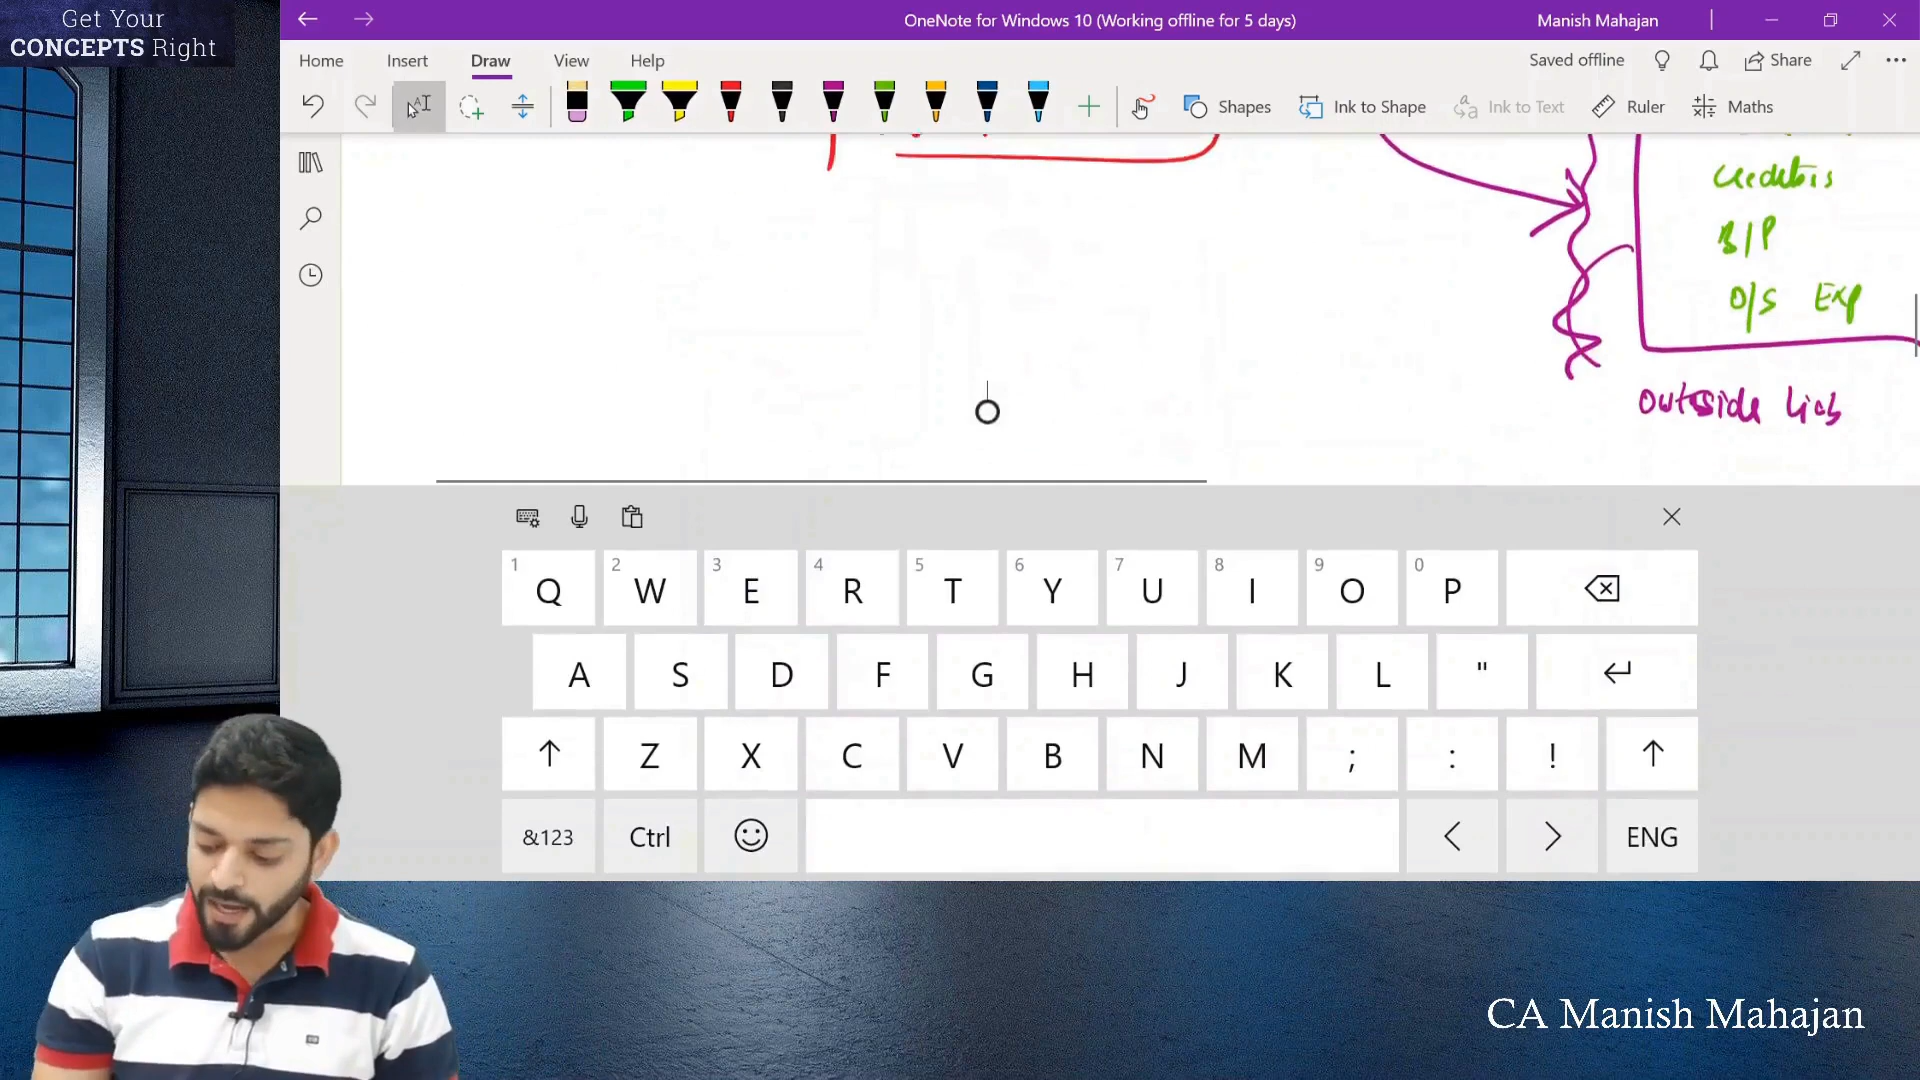 Get Your
CONCEPTS Right
OneNote for Windows 10 (Working offline for 5 days)
Manish Mahajan
Home Insert Draw View Help
Saved offline
Share
Shapes
Ink to Shape
Ink to Text
Ruler
Maths
Creditors
B/P
O/S Exp
Outside Liab
1 Q 2 W 3 E 4 R 5 T 6 Y 7 U 8 I 9 O 0 P
A S D F G H J K L "
Z X C V B N M ; : !
&123 Ctrl < > ENG
CA Manish Mahajan